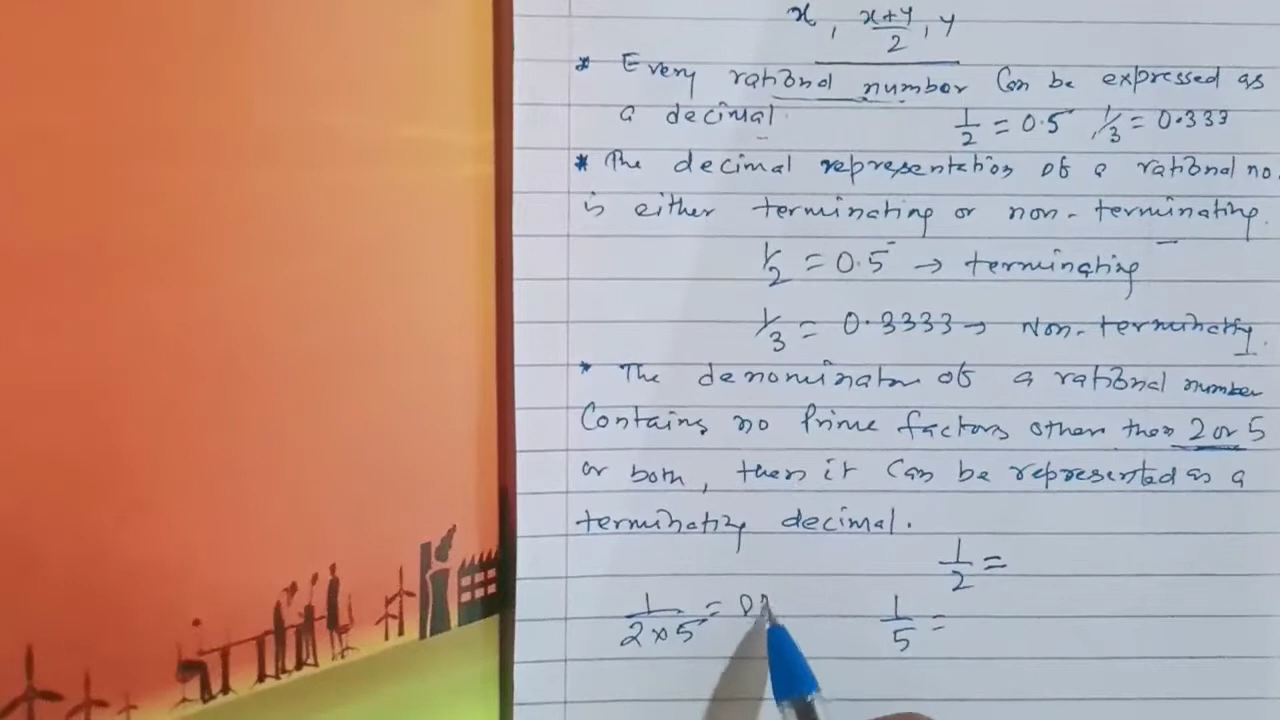 x, x+y/2, y
* Every rational number Can be expressed as
a decimal. 1/2 = 0.5, 1/3 = 0.333
* The decimal representation of a rational no.
is either terminating or non-terminating.
1/2 = 0.5 → terminating
1/3 = 0.3333 → Non-terminating.
* The denominator of a rational number
Contains no Prime factors other than 2 or 5
or both, then it Can be represented as a
terminating decimal.
1/2 =
1/2×5 = 0. 1/5 =